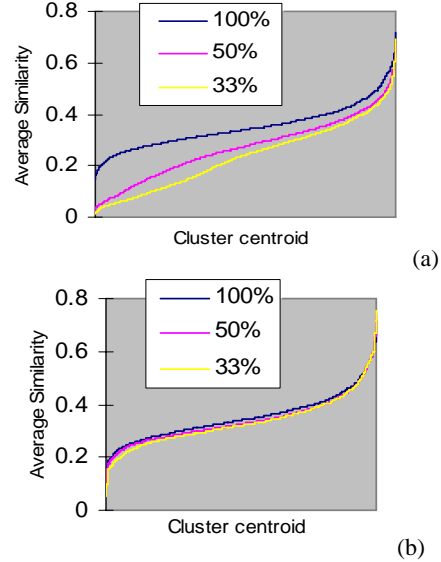 0.8
0.6
0.4
0.2
0
Average Similarity
100%
50%
33%
Cluster centroid
(a)
0.8
0.6
0.4
0.2
0
Average Similarity
100%
50%
33%
Cluster centroid
(b)